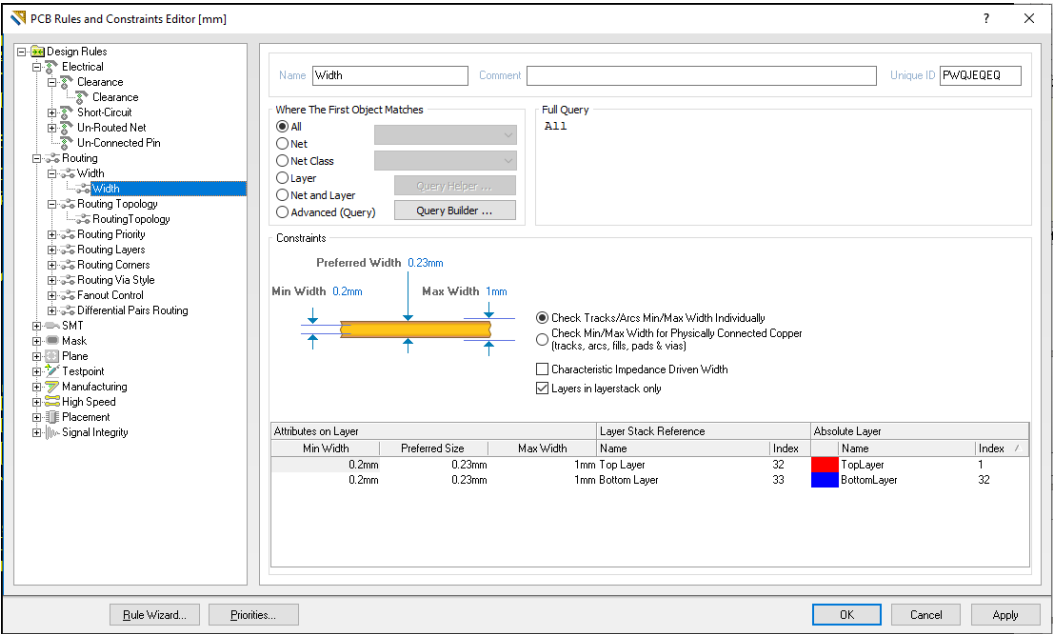 PCB Rules and Constraints Editor [mm]
?
Design Rules
Electrical
Clearance
Clearance
Short-Circuit
Un-Routed Net
Un-Connected Pin
Routing
Width
Width
Routing Topology
RoutingTopology
Routing Priority
Routing Layers
Routing Corners
Routing Via Style
Fanout Control
Differential Pairs Routing
SMT
Mask
Plane
Testpoint
Manufacturing
High Speed
Placement
Signal Integrity
Name Width Comment Unique ID PWQJEQEQ
Where The First Object Matches
All
Net
Net Class
Layer
Net and Layer
Advanced (Query)
Query Helper ...
Query Builder ...
Full Query
All
Constraints
Preferred Width 0.23mm
Min Width 0.2mm Max Width 1mm
Check Tracks/Arcs Min/Max Width Individually
Check Min/Max Width for Physically Connected Copper
(tracks, arcs, fills, pads & vias)
Characteristic Impedance Driven Width
Layers in layerstack only
Attributes on Layer Layer Stack Reference Absolute Layer
Min Width Preferred Size Max Width Name Index Name Index
0.2mm 0.23mm 1mm Top Layer 32 TopLayer 1
0.2mm 0.23mm 1mm Bottom Layer 33 BottomLayer 32
Rule Wizard... Priorities... OK Cancel Apply